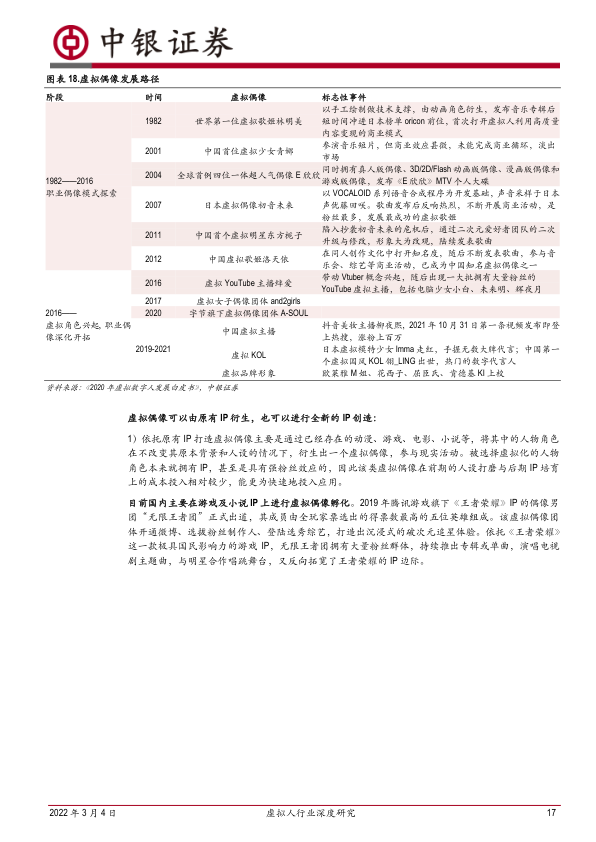 中银证券
图表 18.虚拟偶像发展路径
阶段 时间 虚拟偶像 标志性事件
1982——2016
职业偶像模式探索
1982 世界第一位虚拟歌姬林明美 以手工绘制做技术支撑，由动画角色衍生，发布音乐专辑后
短时间冲进日本榜单 oricon 前位，首次打开虚拟人利用高质量
内容变现的商业模式
2001 中国首位虚拟少女青娜 参演音乐短片，但商业效应甚微，未能完成商业循环，淡出
市场
2004 全球首例四位一体超人气偶像 E 欣欣 同时拥有真人版偶像、3D/2D/Flash 动画版偶像、漫画版偶像和
游戏版偶像，发布《E 欣欣》MTV 个人大碟
2007 日本虚拟偶像初音未来 以 VOCALOID 系列语音合成程序为开发基础，声音采样于日本
声优藤田咲。歌曲发布后反响热烈，不断开展商业活动，是
粉丝最多，发展最成功的虚拟歌姬
2011 中国首个虚拟明星东方栀子 陷入抄袭初音未来的危机后，通过二次元爱好者团队的二次
升级与修改，形象大为改观，陆续发表歌曲
2012 中国虚拟歌姬洛天依 在同人创作文化中打开知名度，随后不断发表歌曲，参与音
乐会、综艺等商业活动，已成为中国知名虚拟偶像之一
2016——
虚拟角色兴起, 职业偶
像深化开拓
2016 虚拟 YouTube 主播绊爱 带动 Vtuber 概念兴起，随后出现一大批拥有大量粉丝的
YouTube 虚拟主播，包括电脑少女小白、未来明、辉夜月
2017 虚拟女子偶像团体 and2girls
2020 字节旗下虚拟偶像团体 A-SOUL
2019-2021
中国虚拟主播 抖音美妆主播柳夜熙, 2021 年 10 月 31 日第一条视频发布即登
上热搜，涨粉上百万
虚拟 KOL 日本虚拟模特少女 Imma 走红，手握无数大牌代言；中国第一
个虚拟国风 KOL 翎_LING 出世，热门的数字代言人
虚拟品牌形象 欧莱雅 M 姐、花西子、屈臣氏、肯德基 KI 上校
资料来源：《2020 年虚拟数字人发展白皮书》，中银证券
虚拟偶像可以由原有 IP 衍生，也可以进行全新的 IP 创造：
1）依托原有 IP 打造虚拟偶像主要是通过已经存在的动漫、游戏、电影、小说等，将其中的人物角色
在不改变其原本背景和人设的情况下，衍生出一个虚拟偶像，参与现实活动。被选择虚拟化的人物
角色本来就拥有 IP，甚至是具有强粉丝效应的，因此该类虚拟偶像在前期的人设打磨与后期 IP 培育
上的成本投入相对较少，能更为快速地投入应用。
目前国内主要在游戏及小说 IP 上进行虚拟偶像孵化。2019 年腾讯游戏旗下《王者荣耀》IP 的偶像男
团“无限王者团”正式出道，其成员由全玩家票选出的得票数最高的五位英雄组成。该虚拟偶像团
体开通微博、选拔粉丝制作人、登陆选秀综艺，打造出沉浸式的破次元追星体验。依托《王者荣耀》
这一款极具国民影响力的游戏 IP，无限王者团拥有大量粉丝群体，持续推出专辑或单曲，演唱电视
剧主题曲，与明星合作唱跳舞台，又反向拓宽了王者荣耀的 IP 边际。
2022 年 3 月 4 日 虚拟人行业深度研究 17